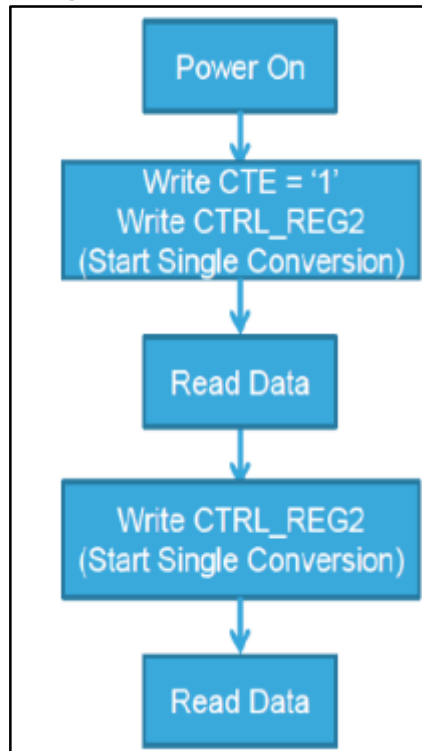 Power On
Write CTE = ‘1’
Write CTRL_REG2
(Start Single Conversion)
Read Data
Write CTRL_REG2
(Start Single Conversion)
Read Data